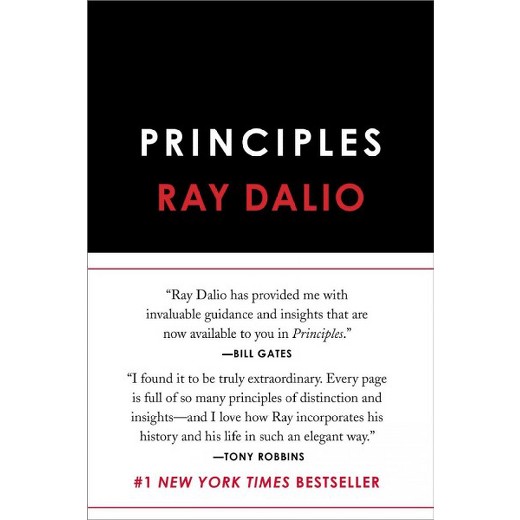 PRINCIPLES
RAY DALIO
“Ray Dalio has provided me with
invaluable guidance and insights that are
now available to you in Principles.”
—BILL GATES
“I found it to be truly extraordinary. Every page
is full of so many principles of distinction and
insights—and I love how Ray incorporates his
history and his life in such an elegant way.”
—TONY ROBBINS
#1 NEW YORK TIMES BESTSELLER